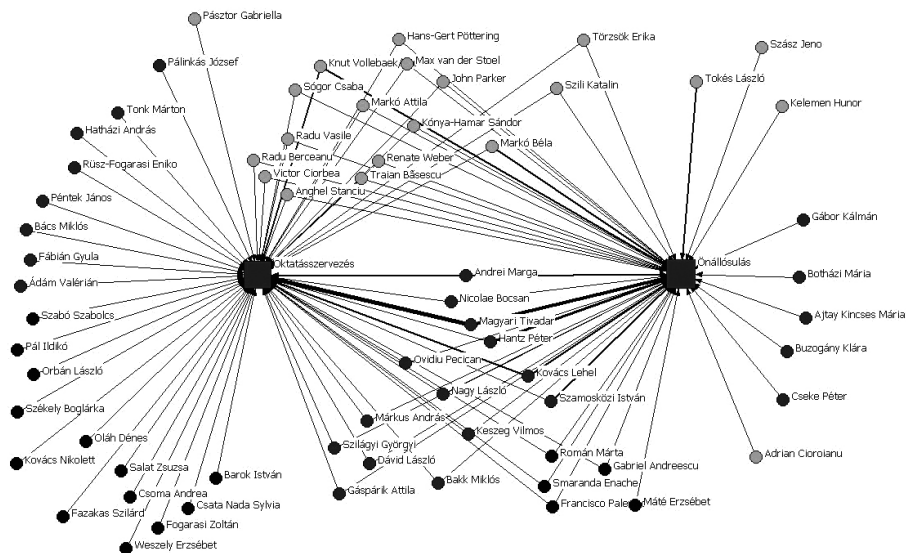 Pásztor Gabriella
Hans-Gert Pöttering
Törzsök Erika
Szász Jeno
Knut Vollebaek
Max van der Stoel
Pálinkás József
John Parker
Szili Katalin
Tokés László
Sógor Csaba
Markó Attila
Kelemen Hunor
Tonk Márton
Kónya-Hamar Sándor
Hatházi András
Radu Vasile
Markó Béla
Rüsz-Fogarasi Eniko
Radu Berceanu
Renate Weber
Victor Ciorbea
Traian Băsescu
Anghel Stanciu
Péntek János
Bács Miklós
Gábor Kálmán
Fábián Gyula
Oktatásszervezés
Önállósulás
Andrei Marga
Botházi Mária
Ádám Valérián
Nicolae Bocsan
Szabó Szabolcs
Magyari Tivadar
Ajtay Kincses Mária
Hantz Péter
Pál Ildikó
Buzogány Klára
Ovidiu Pecican
Orbán László
Kovács Lehel
Nagy László
Cseke Péter
Szamosközi István
Székely Boglárka
Márkus András
Keszeg Vilmos
Oláh Dénes
Szilágyi Györgyi
Román Márta
Adrian Cioroianu
Kovács Nikolett
Dávid László
Salat Zsuzsa
Gabriel Andreescu
Barok István
Bakk Miklós
Smaranda Enache
Csoma Andrea
Gáspárik Attila
Csata Nada Sylvia
Francisco Pale
Máté Erzsébet
Fazakas Szilárd
Fogarasi Zoltán
Weszely Erzsébet